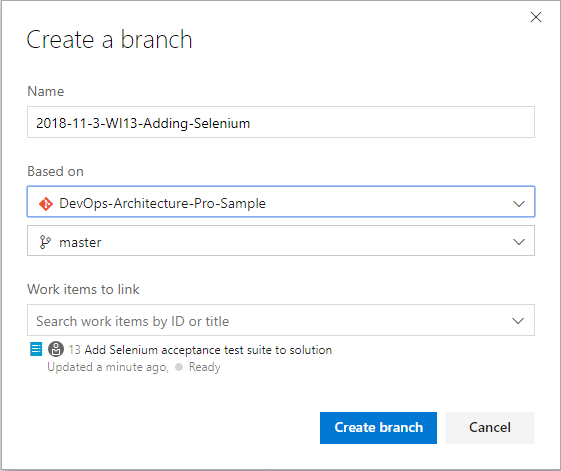 Create a branch
Name
2018-11-3-WI13-Adding-Selenium
Based on
DevOps-Architecture-Pro-Sample
master
Work items to link
Search work items by ID or title
13 Add Selenium acceptance test suite to solution
Updated a minute ago, Ready
Create branch Cancel